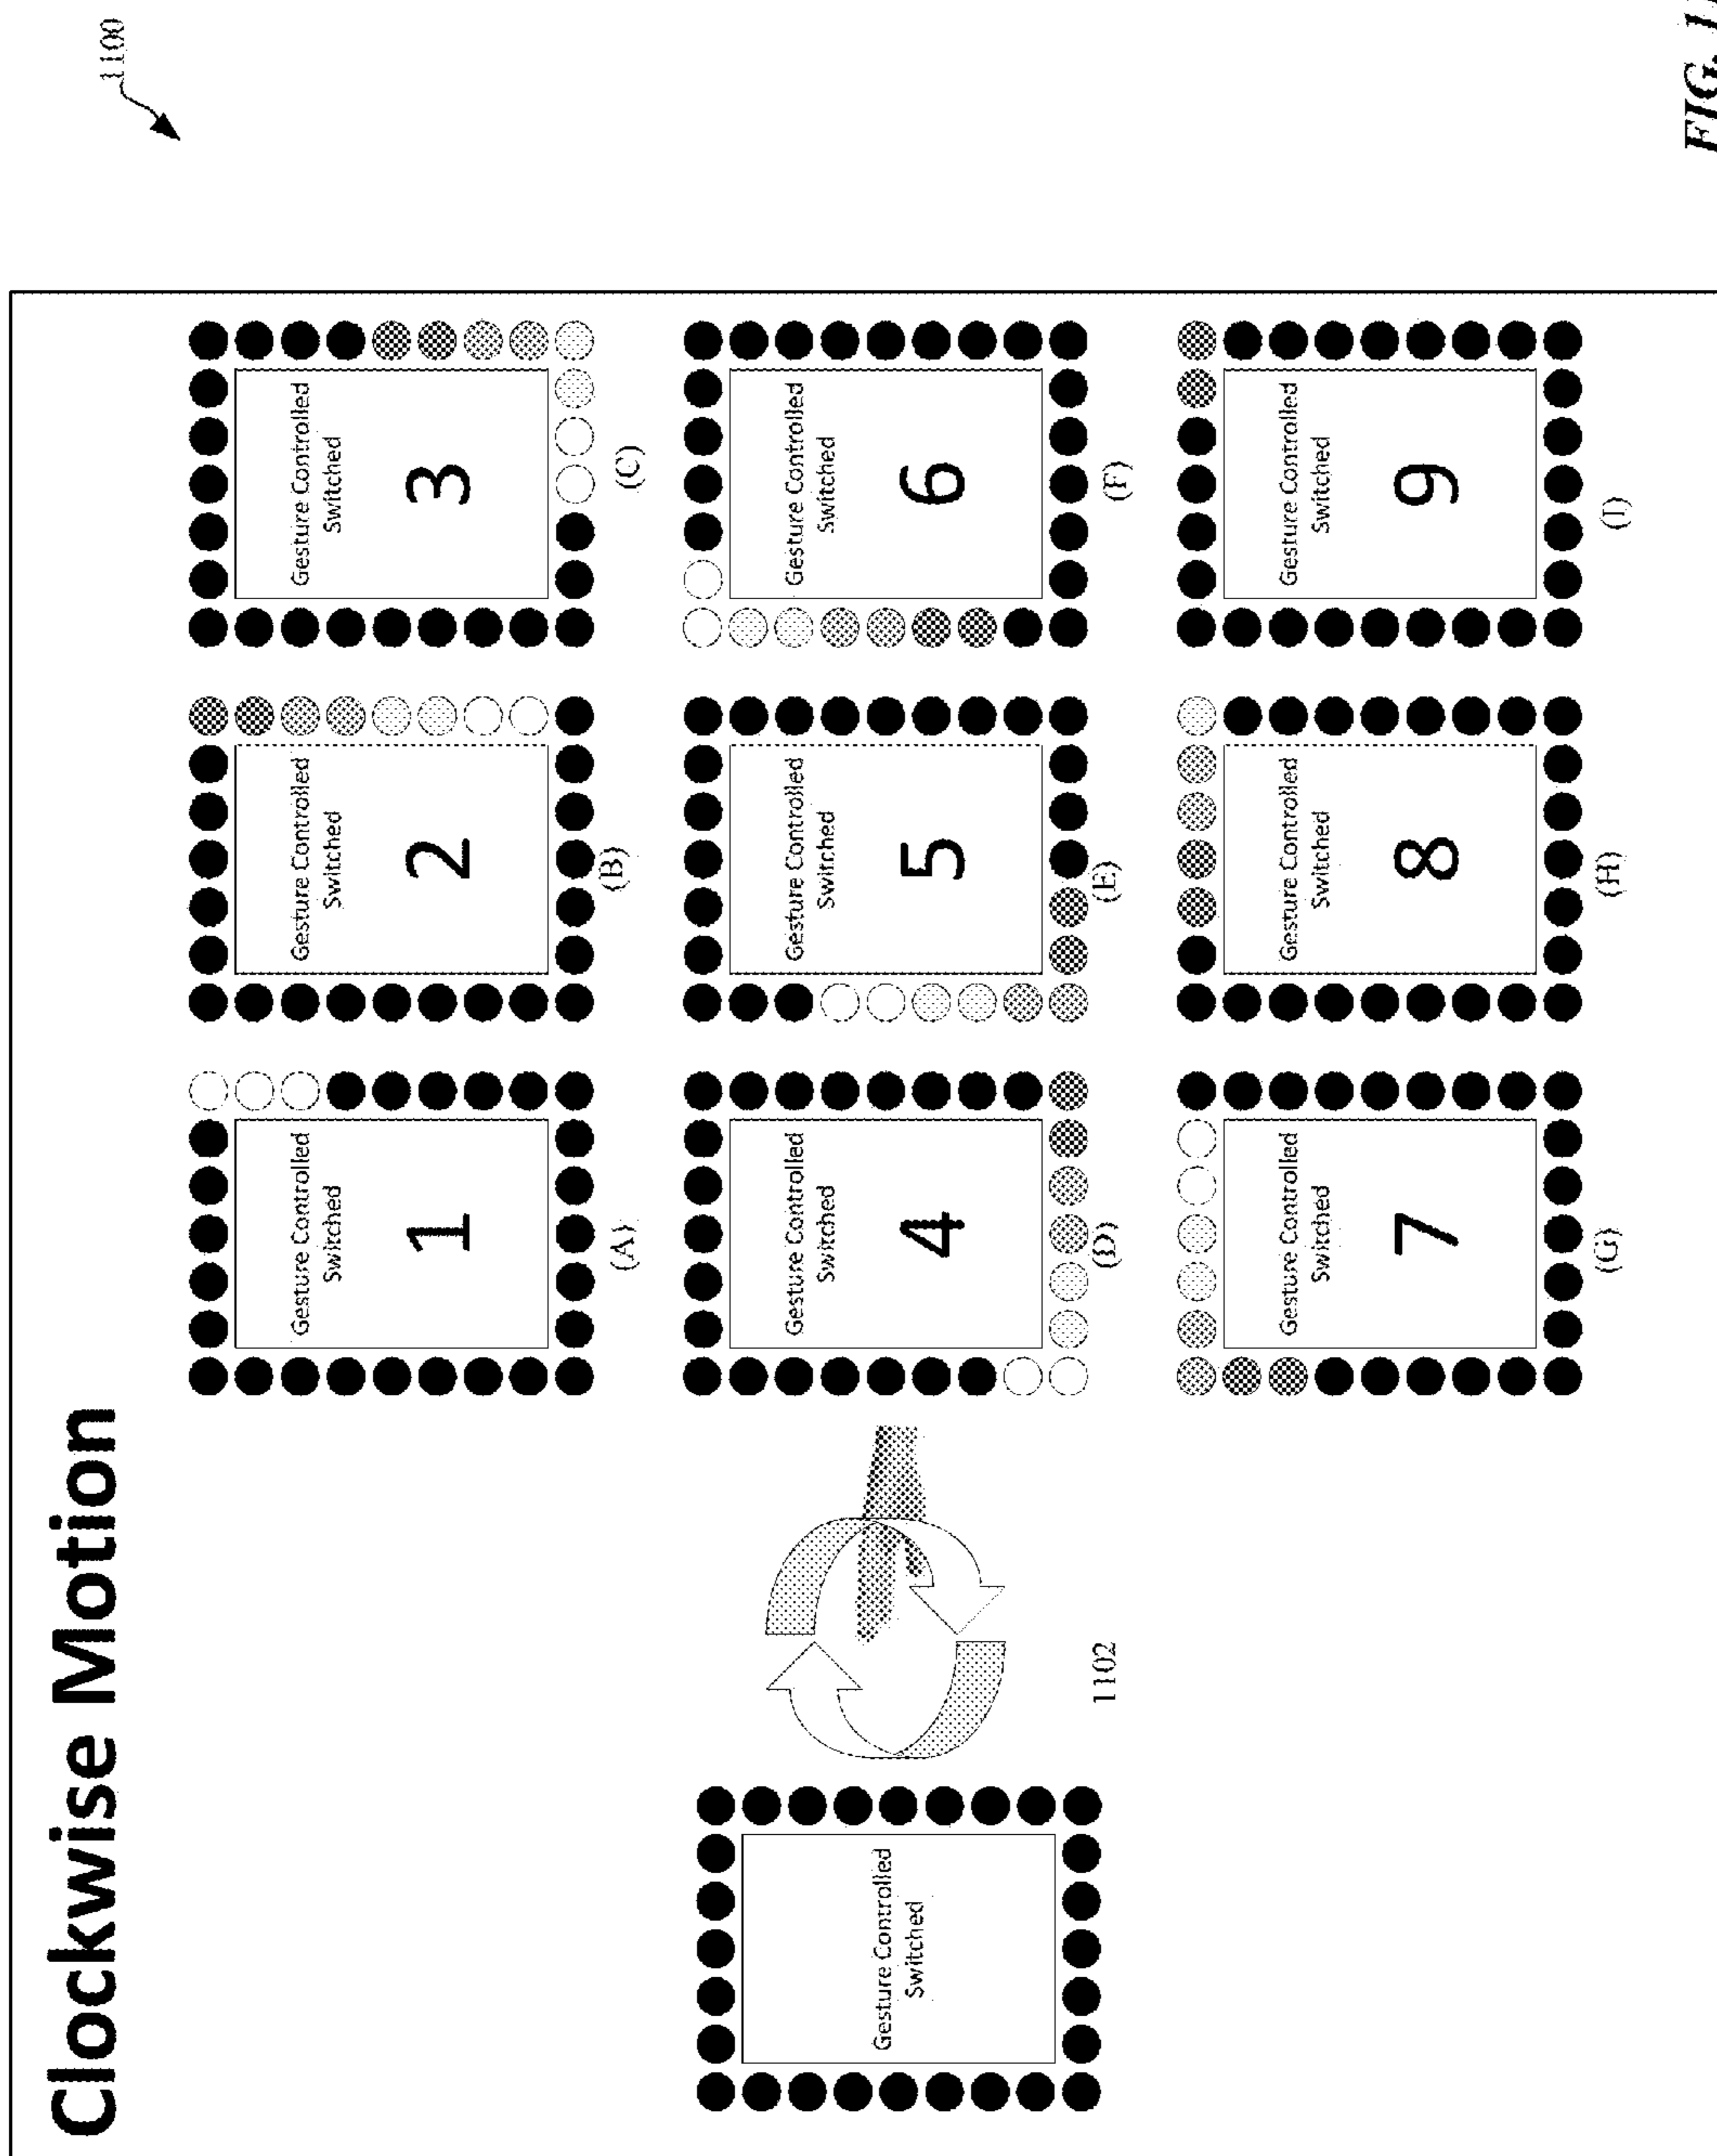 1100
Clockwise Motion
Gesture Controlled
Switched
1
(A)
Gesture Controlled
Switched
2
(B)
Gesture Controlled
Switched
3
(C)
Gesture Controlled
Switched
1102
Gesture Controlled
Switched
4
(D)
Gesture Controlled
Switched
5
(E)
Gesture Controlled
Switched
6
(F)
Gesture Controlled
Switched
7
(G)
Gesture Controlled
Switched
8
(H)
Gesture Controlled
Switched
9
(I)
FIG. 11